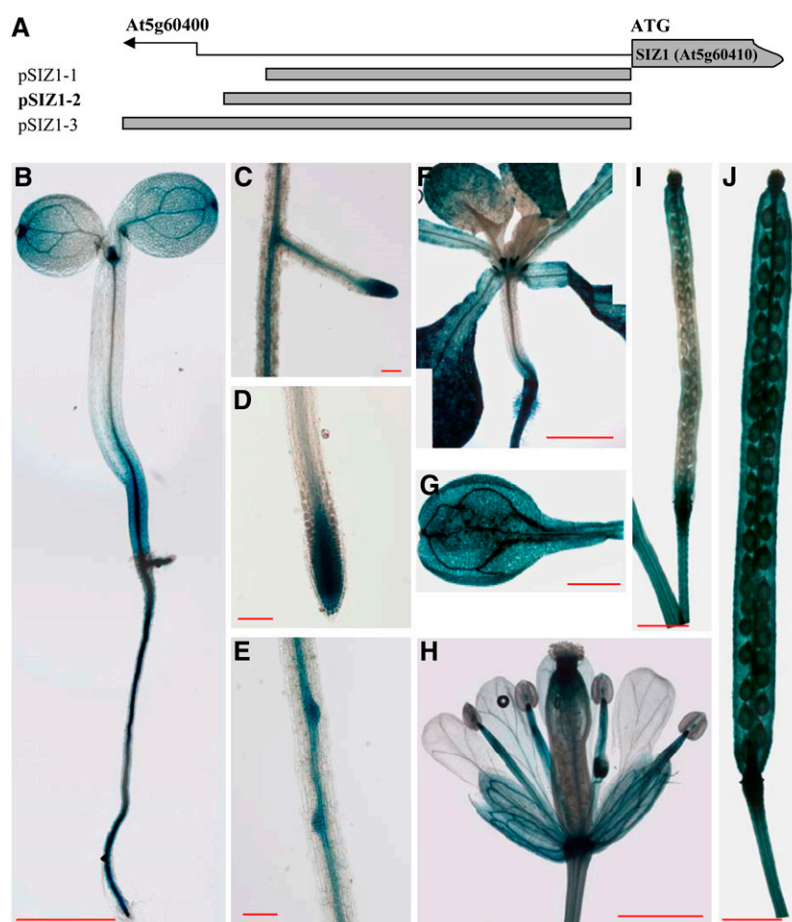 A
At5g60400
ATG
SIZ1 (At5g60410)
pSIZ1-1
pSIZ1-2
pSIZ1-3
B
C
D
E
F
G
H
I
J